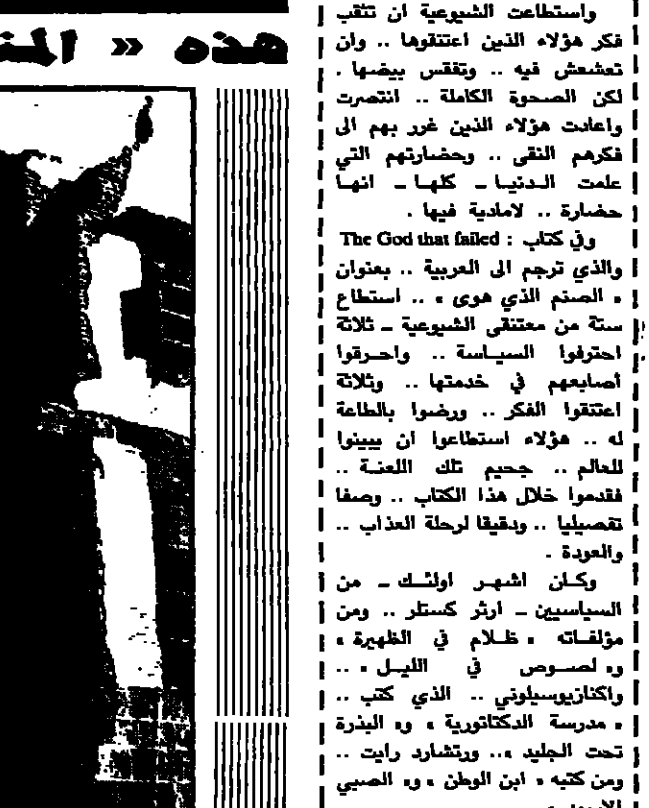 هذه « المن
واستطاعت الشيوعية ان تثقب
فكر هؤلاء الذين اعتنقوها .. وان
تعشعش فيه .. وتفقس بيضها .
لكن الصحوة الكاملة .. انتصرت
واعادت هؤلاء الذين غرر بهم الى
فكرهم النقى .. وحضارتهم التي
علمت الدنيا ـ كلها ـ انها
حضارة .. لامادية فيها .
وفي كتاب : The God that failed
والذي ترجم الى العربية .. بعنوان
« الصنم الذي هوى » .. استطاع
ستة من معتنقى الشيوعية ـ ثلاثة
احترفوا السياسة .. واحرقوا
أصابعهم في خدمتها .. وثلاثة
اعتنقوا الفكر .. ورضوا بالطاعة
له .. هؤلاء استطاعوا ان يبينوا
للعالم .. جحيم تلك اللعنة ..
فقدموا خلال هذا الكتاب .. وصفا
تفصيليا .. ودقيقا لرحلة العذاب ..
والعودة .
وكان اشهر اولئك ـ من
السياسيين ـ ارثر كستلر .. ومن
مؤلفاته « ظلام في الظهيرة »
و« لصوص في الليل » ..
واكنازيوسيلوني .. الذي كتب ..
« مدرسة الدكتاتورية » و« البذرة
تحت الجليد ».. ورتشارد رايت ..
ومن كتبه « ابن الوطن » و« الصبي